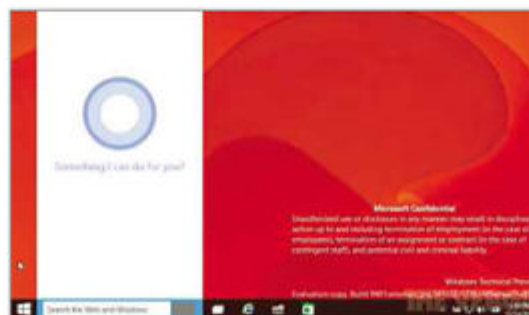 Something I can do for you?
Microsoft Confidential
Unauthorized use or disclosure in any manner may result in disciplinary
action up to and including termination of employment (in the case of
employees), termination of an assignment or contract (in the case of
contingent staff), and potential civil and criminal liability.
Windows Technical Preview
Evaluation copy. Build
Search the Web and Windows